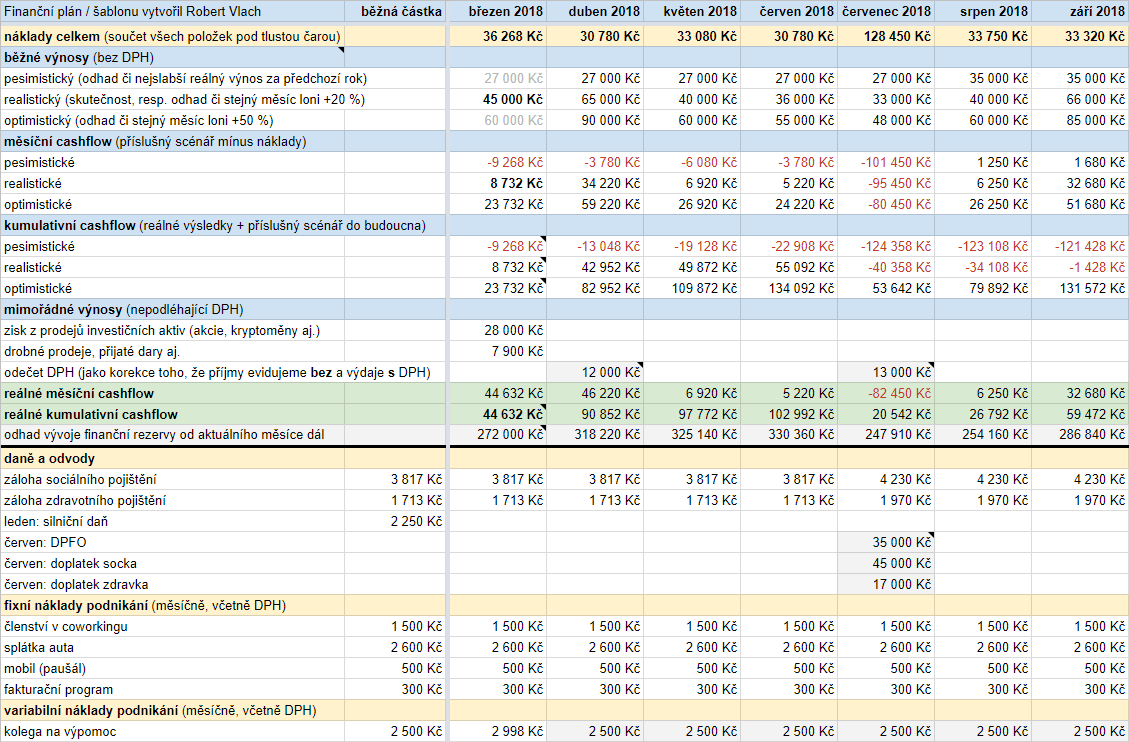 Finanční plán / šablonu vytvořil Robert Vlach běžná částka březen 2018 duben 2018 květen 2018 červen 2018 červenec 2018 srpen 2018 září 2018
náklady celkem (součet všech položek pod tlustou čarou) 36 268 Kč 30 780 Kč 33 080 Kč 30 780 Kč 128 450 Kč 33 750 Kč 33 320 Kč
běžné výnosy (bez DPH)
pesimistický (odhad či nejslabší reálný výnos za předchozí rok) 27 000 Kč 27 000 Kč 27 000 Kč 27 000 Kč 27 000 Kč 35 000 Kč 35 000 Kč
realistický (skutečnost, resp. odhad či stejný měsíc loni +20 %) 45 000 Kč 65 000 Kč 40 000 Kč 36 000 Kč 33 000 Kč 40 000 Kč 66 000 Kč
optimistický (odhad či stejný měsíc loni +50 %) 60 000 Kč 90 000 Kč 60 000 Kč 55 000 Kč 48 000 Kč 60 000 Kč 85 000 Kč
měsíční cashflow (příslušný scénář mínus náklady)
pesimistické -9 268 Kč -3 780 Kč -6 080 Kč -3 780 Kč -101 450 Kč 1 250 Kč 1 680 Kč
realistické 8 732 Kč 34 220 Kč 6 920 Kč 5 220 Kč -95 450 Kč 6 250 Kč 32 680 Kč
optimistické 23 732 Kč 59 220 Kč 26 920 Kč 24 220 Kč -80 450 Kč 26 250 Kč 51 680 Kč
kumulativní cashflow (reálné výsledky + příslušný scénář do budoucna)
pesimistické -9 268 Kč -13 048 Kč -19 128 Kč -22 908 Kč -124 358 Kč -123 108 Kč -121 428 Kč
realistické 8 732 Kč 42 952 Kč 49 872 Kč 55 092 Kč -40 358 Kč -34 108 Kč -1 428 Kč
optimistické 23 732 Kč 82 952 Kč 109 872 Kč 134 092 Kč 53 642 Kč 79 892 Kč 131 572 Kč
mimořádné výnosy (nepodléhající DPH)
zisk z prodejů investičních aktiv (akcie, kryptoměny aj.) 28 000 Kč
drobné prodeje, přijaté dary aj. 7 900 Kč
odečet DPH (jako korekce toho, že příjmy evidujeme bez a výdaje s DPH) 12 000 Kč 13 000 Kč
reálné měsíční cashflow 44 632 Kč 46 220 Kč 6 920 Kč 5 220 Kč -82 450 Kč 6 250 Kč 32 680 Kč
reálné kumulativní cashflow 44 632 Kč 90 852 Kč 97 772 Kč 102 992 Kč 20 542 Kč 26 792 Kč 59 472 Kč
odhad vývoje finanční rezervy od aktuálního měsíce dál 272 000 Kč 318 220 Kč 325 140 Kč 330 360 Kč 247 910 Kč 254 160 Kč 286 840 Kč
daně a odvody
záloha sociálního pojištění 3 817 Kč 3 817 Kč 3 817 Kč 3 817 Kč 3 817 Kč 4 230 Kč 4 230 Kč 4 230 Kč
záloha zdravotního pojištění 1 713 Kč 1 713 Kč 1 713 Kč 1 713 Kč 1 713 Kč 1 970 Kč 1 970 Kč 1 970 Kč
leden: silniční daň 2 250 Kč
červen: DPFO 35 000 Kč
červen: doplatek socka 45 000 Kč
červen: doplatek zdravka 17 000 Kč
fixní náklady podnikání (měsíčně, včetně DPH)
členství v coworkingu 1 500 Kč 1 500 Kč 1 500 Kč 1 500 Kč 1 500 Kč 1 500 Kč 1 500 Kč 1 500 Kč
splátka auta 2 600 Kč 2 600 Kč 2 600 Kč 2 600 Kč 2 600 Kč 2 600 Kč 2 600 Kč 2 600 Kč
mobil (paušál) 500 Kč 500 Kč 500 Kč 500 Kč 500 Kč 500 Kč 500 Kč 500 Kč
fakturační program 300 Kč 300 Kč 300 Kč 300 Kč 300 Kč 300 Kč 300 Kč 300 Kč
variabilní náklady podnikání (měsíčně, včetně DPH)
kolega na výpomoc 2 500 Kč 2 998 Kč 2 500 Kč 2 500 Kč 2 500 Kč 2 500 Kč 2 500 Kč 2 500 Kč